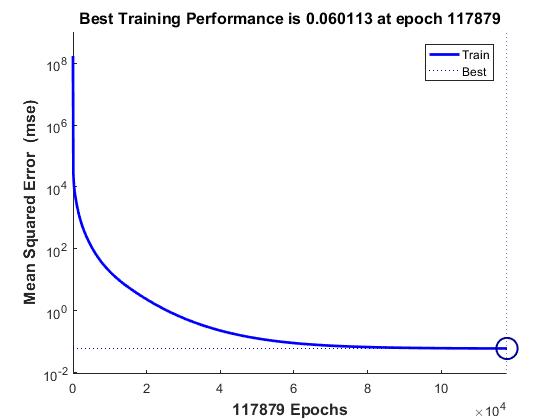 Best Training Performance is 0.060113 at epoch 117879
Train
Best
Mean Squared Error (mse)
10^8
10^6
10^4
10^2
10^0
10^-2
0 2 4 6 8 10
×10^4
117879 Epochs